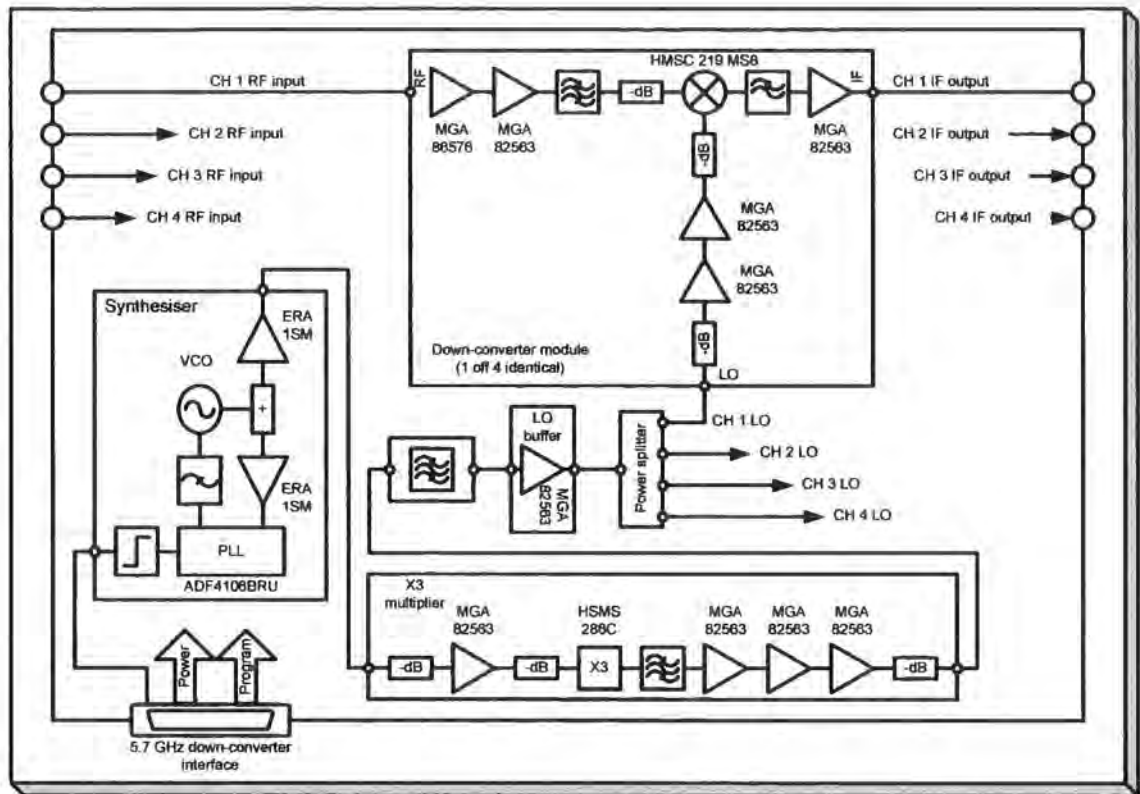 HMSC 219 MS8
CH 1 RF input
RF
-dB
IF
CH 1 IF output
MGA
86576
MGA
82563
MGA
82563
CH 2 RF input
CH 2 IF output
-dB
CH 3 RF input
CH 3 IF output
MGA
82563
CH 4 RF input
CH 4 IF output
MGA
82563
Synthesiser
ERA
1SM
-dB
VCO
Down-converter module
(1 off 4 identical)
LO
+
CH 1 LO
LO
buffer
CH 2 LO
Power splitter
ERA
1SM
MGA
82563
CH 3 LO
CH 4 LO
PLL
ADF4106BRU
X3
multiplier
MGA
82563
HSMS
286C
MGA
82563
MGA
82563
MGA
82563
-dB
-dB
X3
-dB
Power
Program
5.7 GHz down-converter
interface